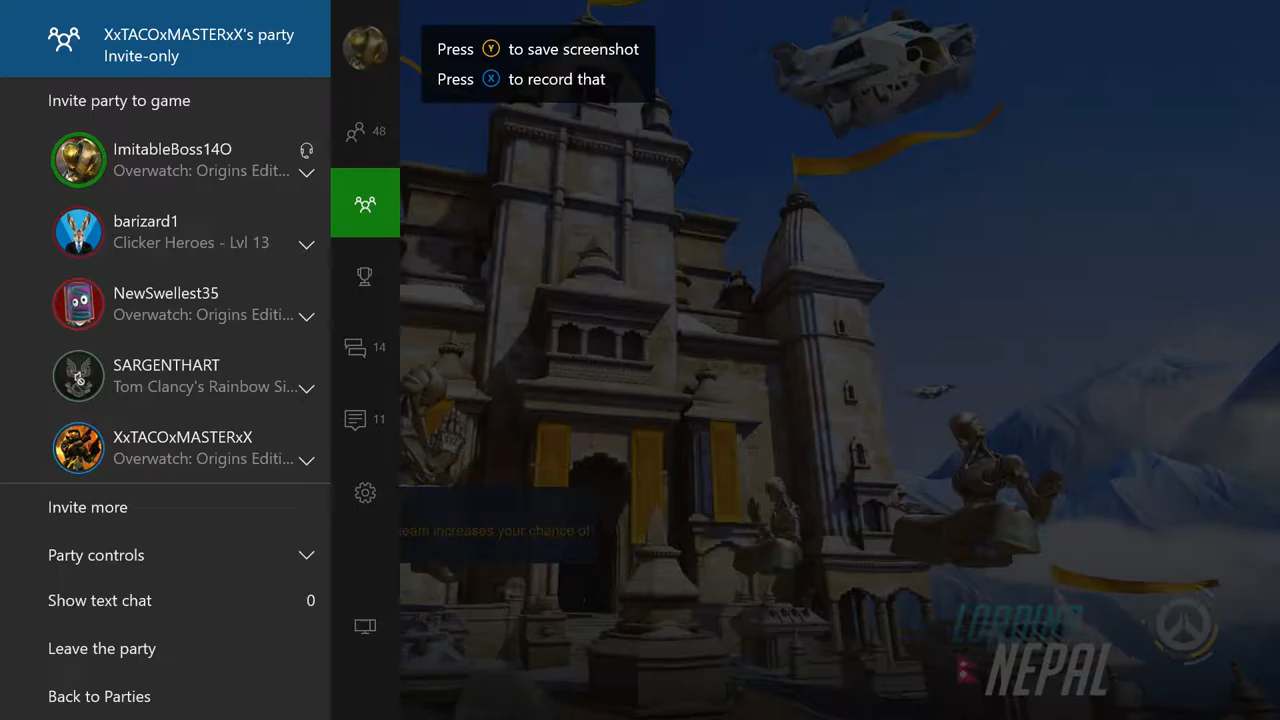 XxTACOxMASTERxX's party
Invite-only
Invite party to game
ImitableBoss14O
Overwatch: Origins Edit...
barizard1
Clicker Heroes - Lvl 13
NewSwellest35
Overwatch: Origins Editi...
SARGENTHART
Tom Clancy's Rainbow Si...
XxTACOxMASTERxX
Overwatch: Origins Editi...
Invite more
Party controls
Show text chat 0
Leave the party
Back to Parties
48
14
11
Press Y to save screenshot
Press X to record that
team increases your chance of
LOADING
NEPAL